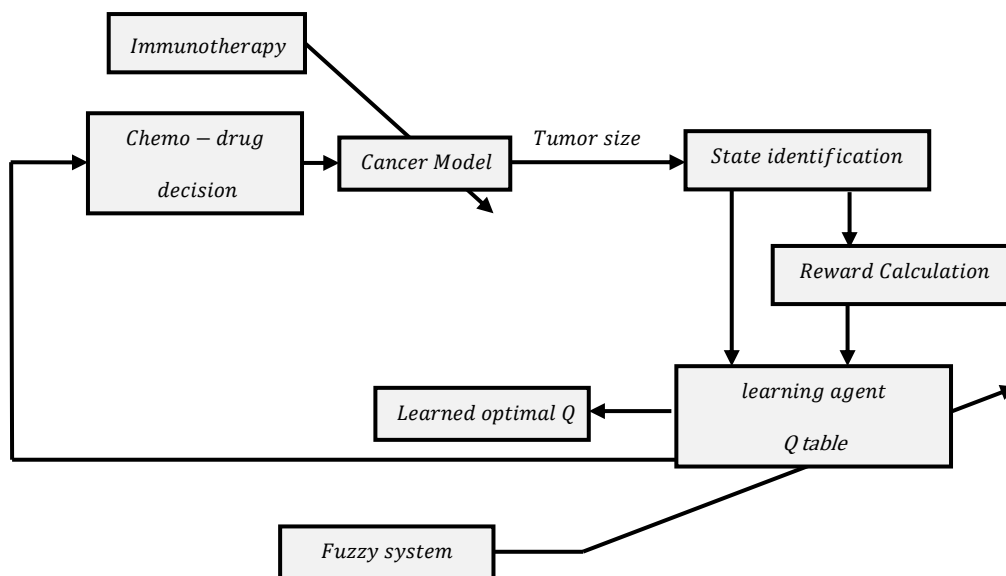 Immunotherapy
Chemo − drug
decision
Cancer Model
Tumor size
State identification
Reward Calculation
learning agent
Q table
Learned optimal Q
Fuzzy system